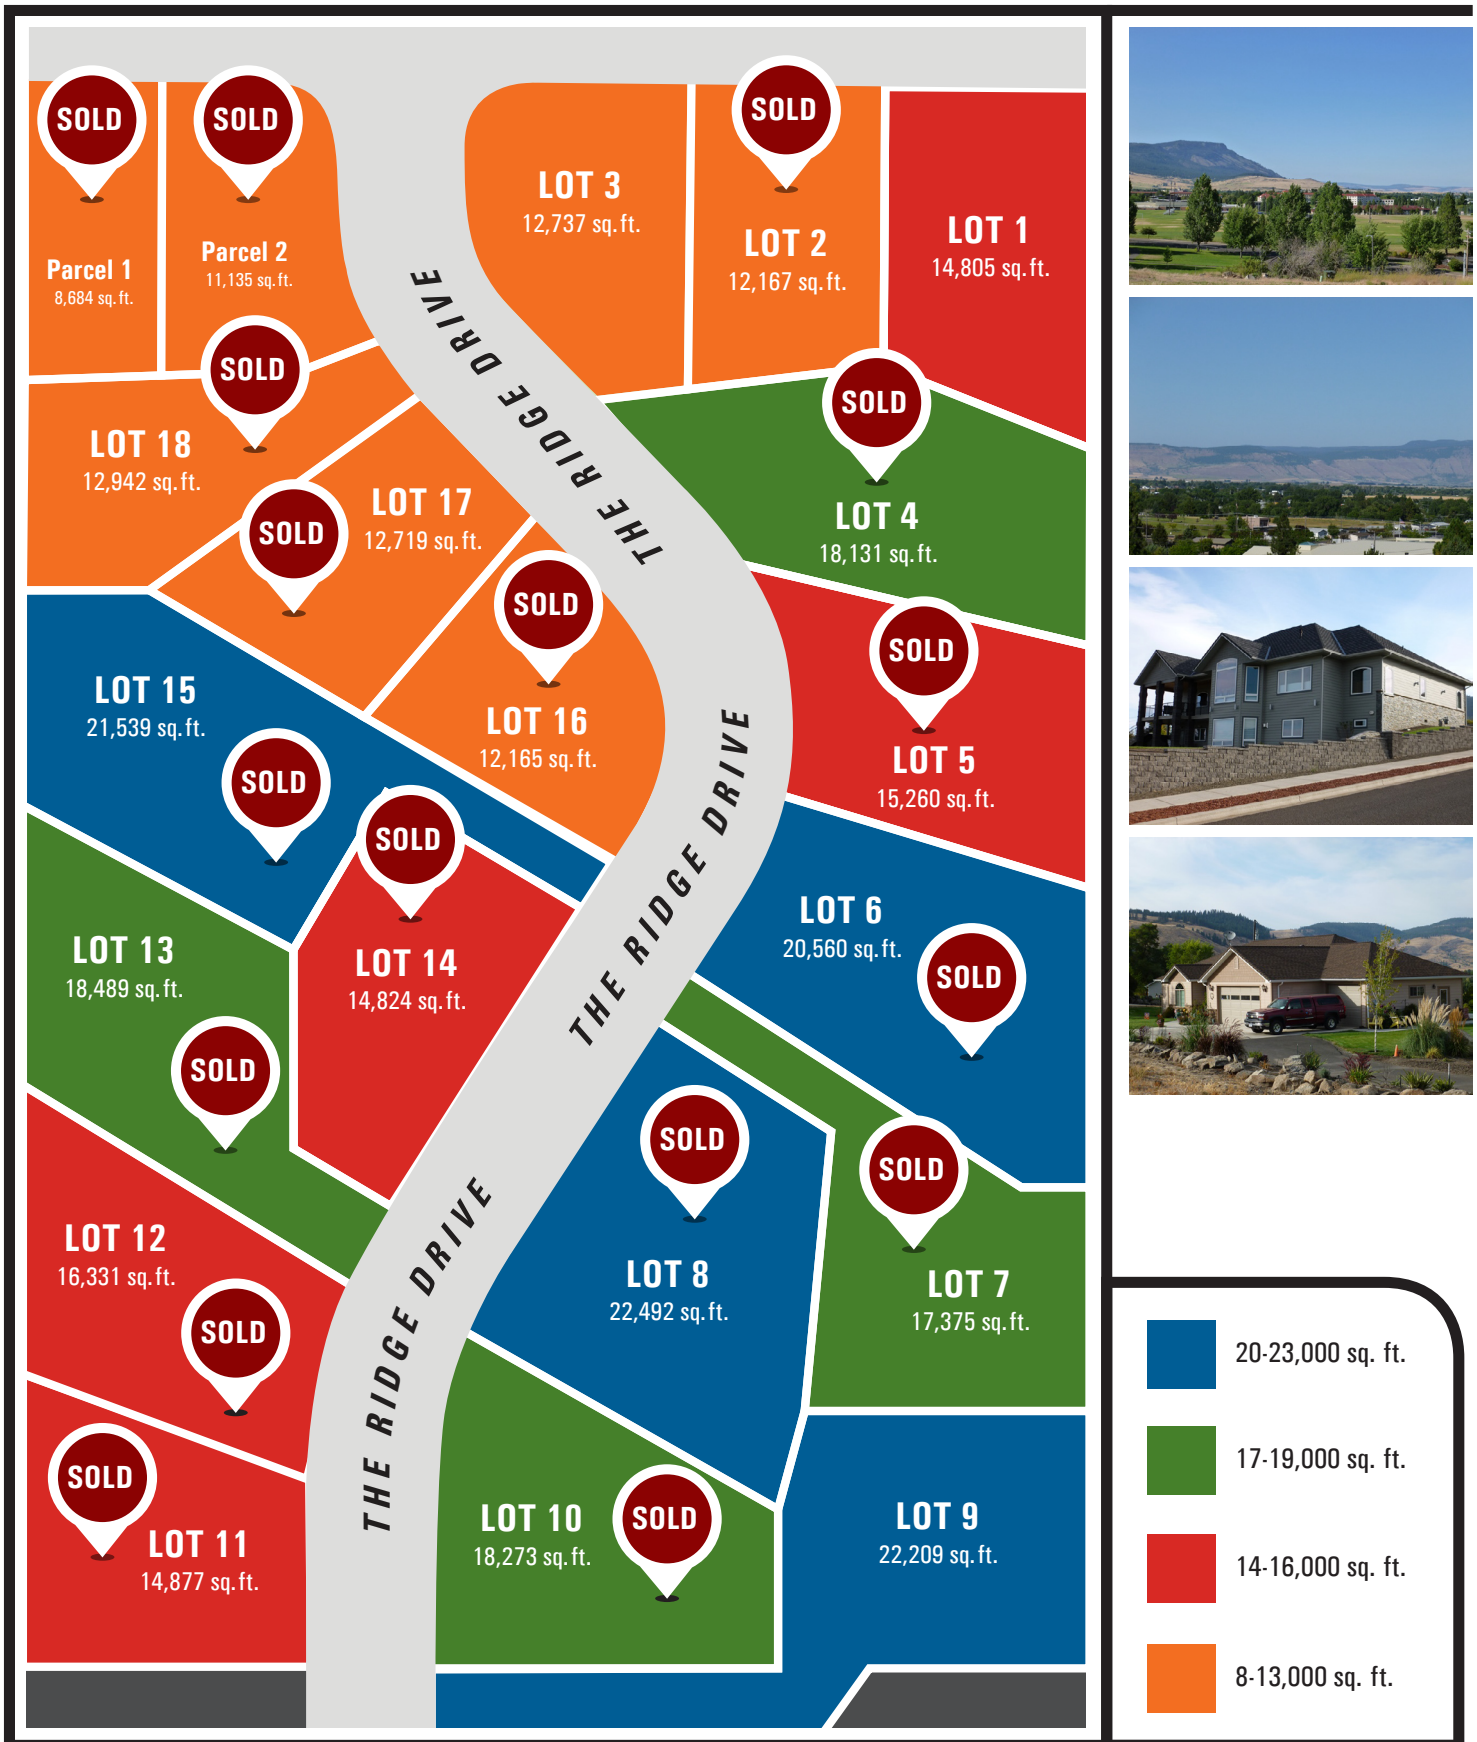 SOLD
Parcel 1
8,684 sq.ft.
SOLD
Parcel 2
11,135 sq.ft.
LOT 3
12,737 sq.ft.
SOLD
LOT 2
12,167 sq.ft.
LOT 1
14,805 sq.ft.
SOLD
LOT 18
12,942 sq.ft.
SOLD
LOT 17
12,719 sq.ft.
THE RIDGE DRIVE
SOLD
LOT 4
18,131 sq.ft.
SOLD
LOT 16
12,165 sq.ft.
SOLD
LOT 5
15,260 sq.ft.
LOT 15
21,539 sq.ft.
SOLD
THE RIDGE DRIVE
SOLD
LOT 14
14,824 sq.ft.
LOT 6
20,560 sq.ft.
SOLD
LOT 13
18,489 sq.ft.
SOLD
SOLD
LOT 8
22,492 sq.ft.
SOLD
LOT 7
17,375 sq.ft.
LOT 12
16,331 sq.ft.
SOLD
THE RIDGE DRIVE
SOLD
LOT 11
14,877 sq.ft.
LOT 10
18,273 sq.ft.
SOLD
LOT 9
22,209 sq.ft.
20-23,000 sq. ft.
17-19,000 sq. ft.
14-16,000 sq. ft.
8-13,000 sq. ft.